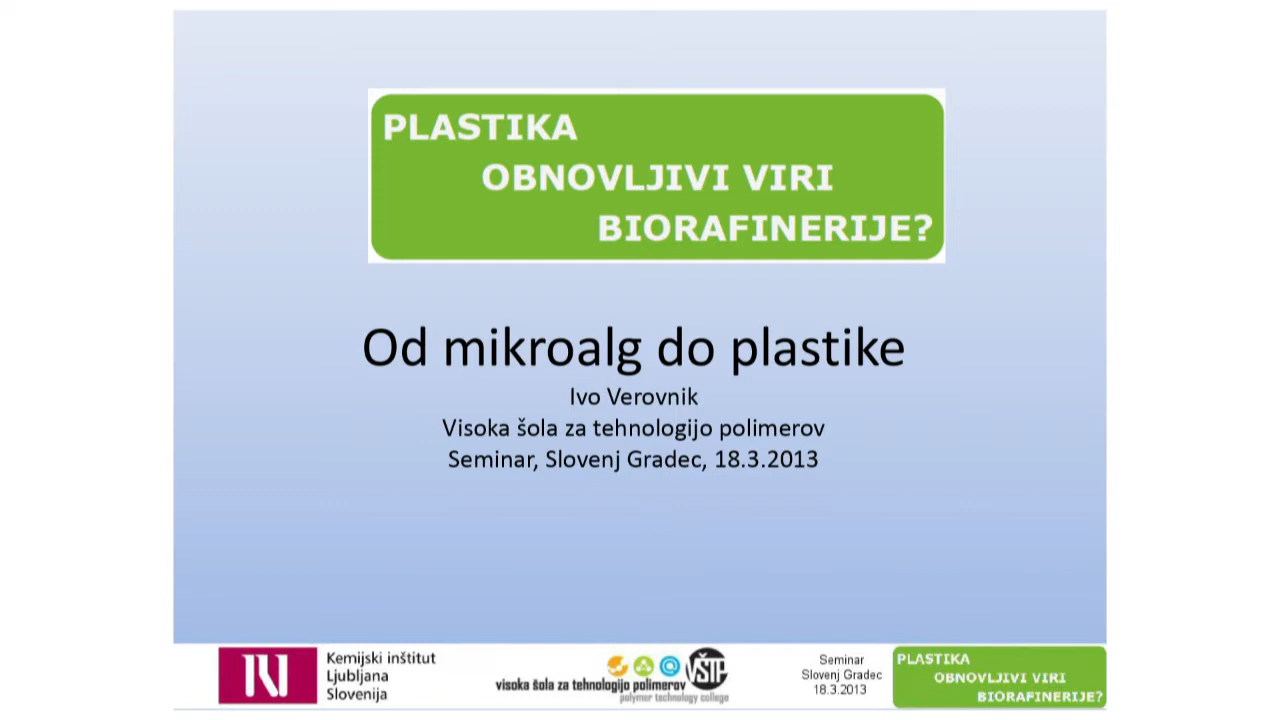 PLASTIKA
OBNOVLJIVI VIRI
BIORAFINERIJE?
Od mikroalg do plastike
Ivo Verovnik
Visoka šola za tehnologijo polimerov
Seminar, Slovenj Gradec, 18.3.2013
Kemijski inštitut
Ljubljana
Slovenija
VŠTP
visoka šola za tehnologijo polimerov
polymer technology college
Seminar
Slovenj Gradec
18.3.2013
PLASTIKA
OBNOVLJIVI VIRI
BIORAFINERIJE?